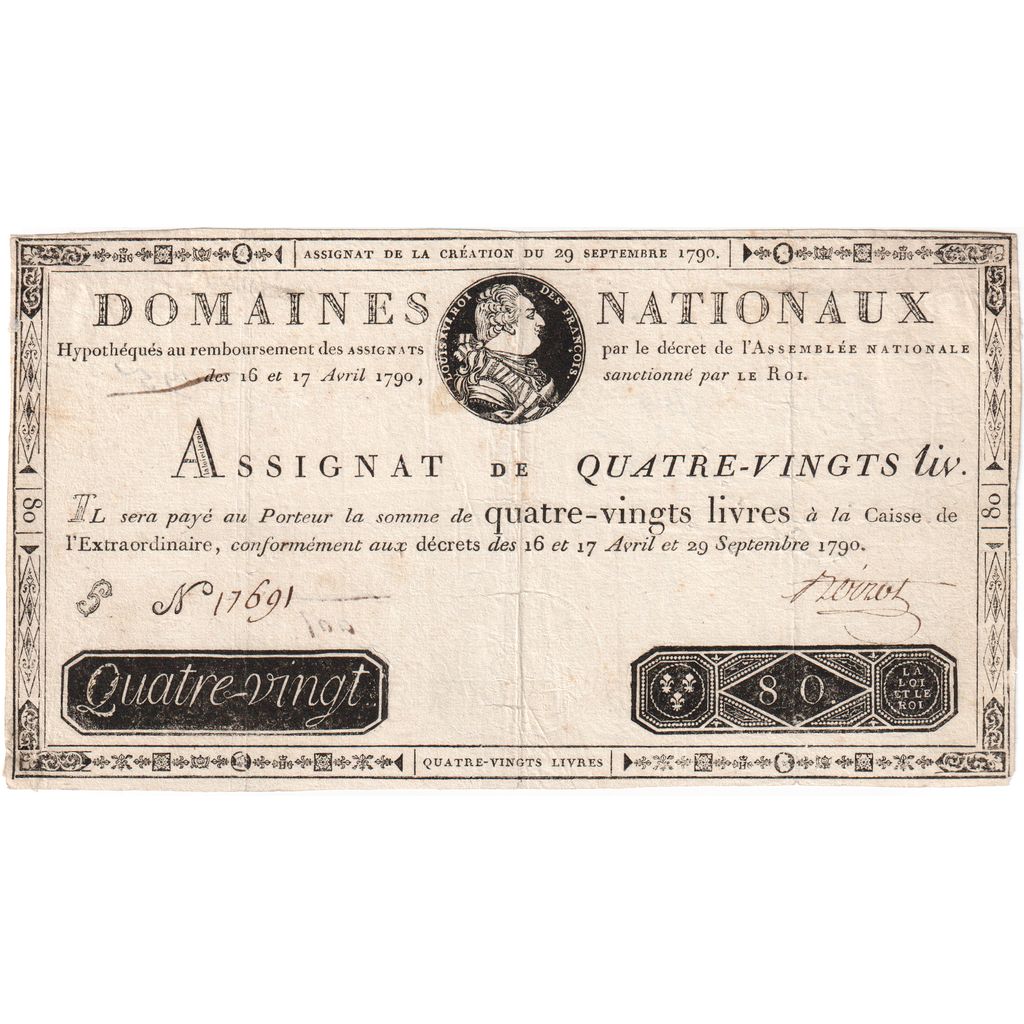 ASSIGNAT DE LA CRÉATION DU 29 SEPTEMBRE 1790.
DOMAINES NATIONAUX
LOUIS XVI ROI DES FRANÇOIS.
Hypothéqués au remboursement des ASSIGNATS par le décret de l'ASSEMBLÉE NATIONALE
des 16 et 17 Avril 1790, sanctionné par LE ROI.
ASSIGNAT DE QUATRE-VINGTS liv.
IL sera payé au Porteur la somme de quatre-vingts livres à la Caisse de
l'Extraordinaire, conformément aux décrets des 16 et 17 Avril et 29 Septembre 1790.
80
80
N° 17691
Quatre-vingt
80
LA
LOI
ET LE
ROI
QUATRE-VINGTS LIVRES